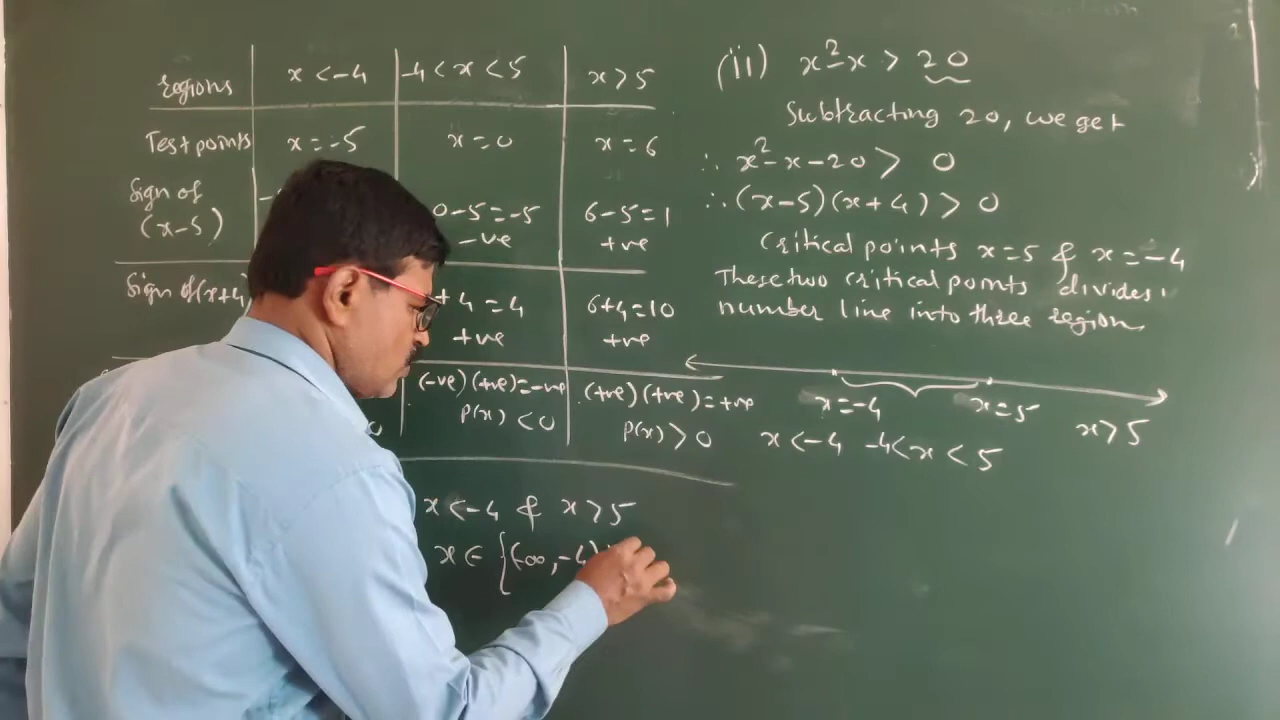 regions x < -4 -4 < x < 5 x > 5
Test points x = -5 x = 0 x = 6
Sign of (x-5) 0-5 = -5 -ve 6-5 = 1 +ve
Sign of (x+4) +4 = 4 +ve 6+4 = 10 +ve
(-ve)(+ve) = -ve (+ve)(+ve) = +ve
P(x) < 0 P(x) > 0
x < -4 & x > 5
x ∈ {(-∞, -4)
(ii) x² - x > 20
Subtracting 20, we get
∴ x² - x - 20 > 0
∴ (x-5)(x+4) > 0
Critical points x = 5 & x = -4
These two critical points divides
number line into three region
x = -4 x = 5
x < -4 -4 < x < 5 x > 5